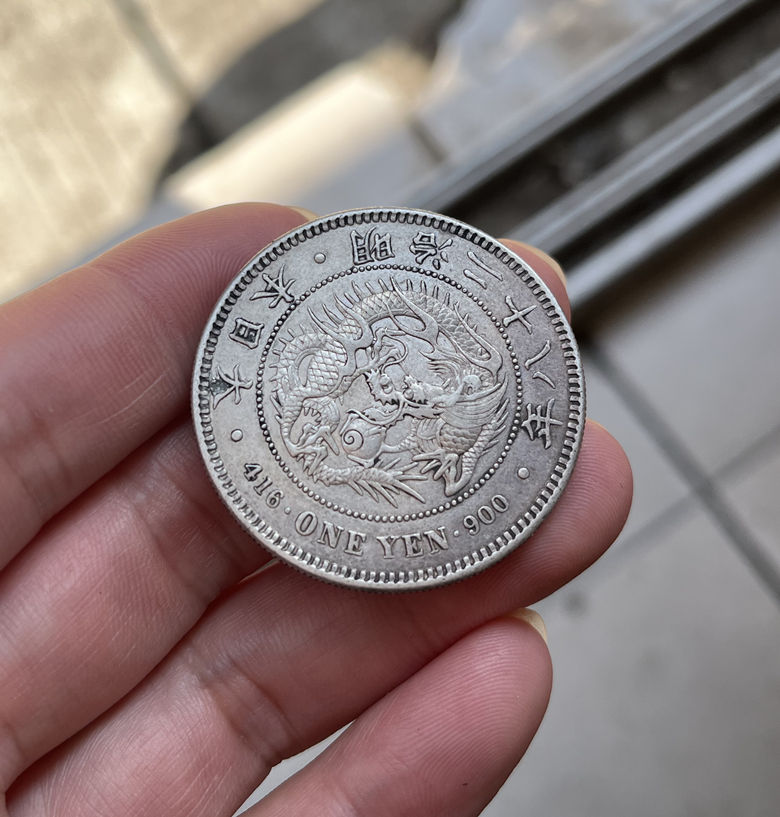 大日本 · 明治二十八年
416 · ONE YEN · 900